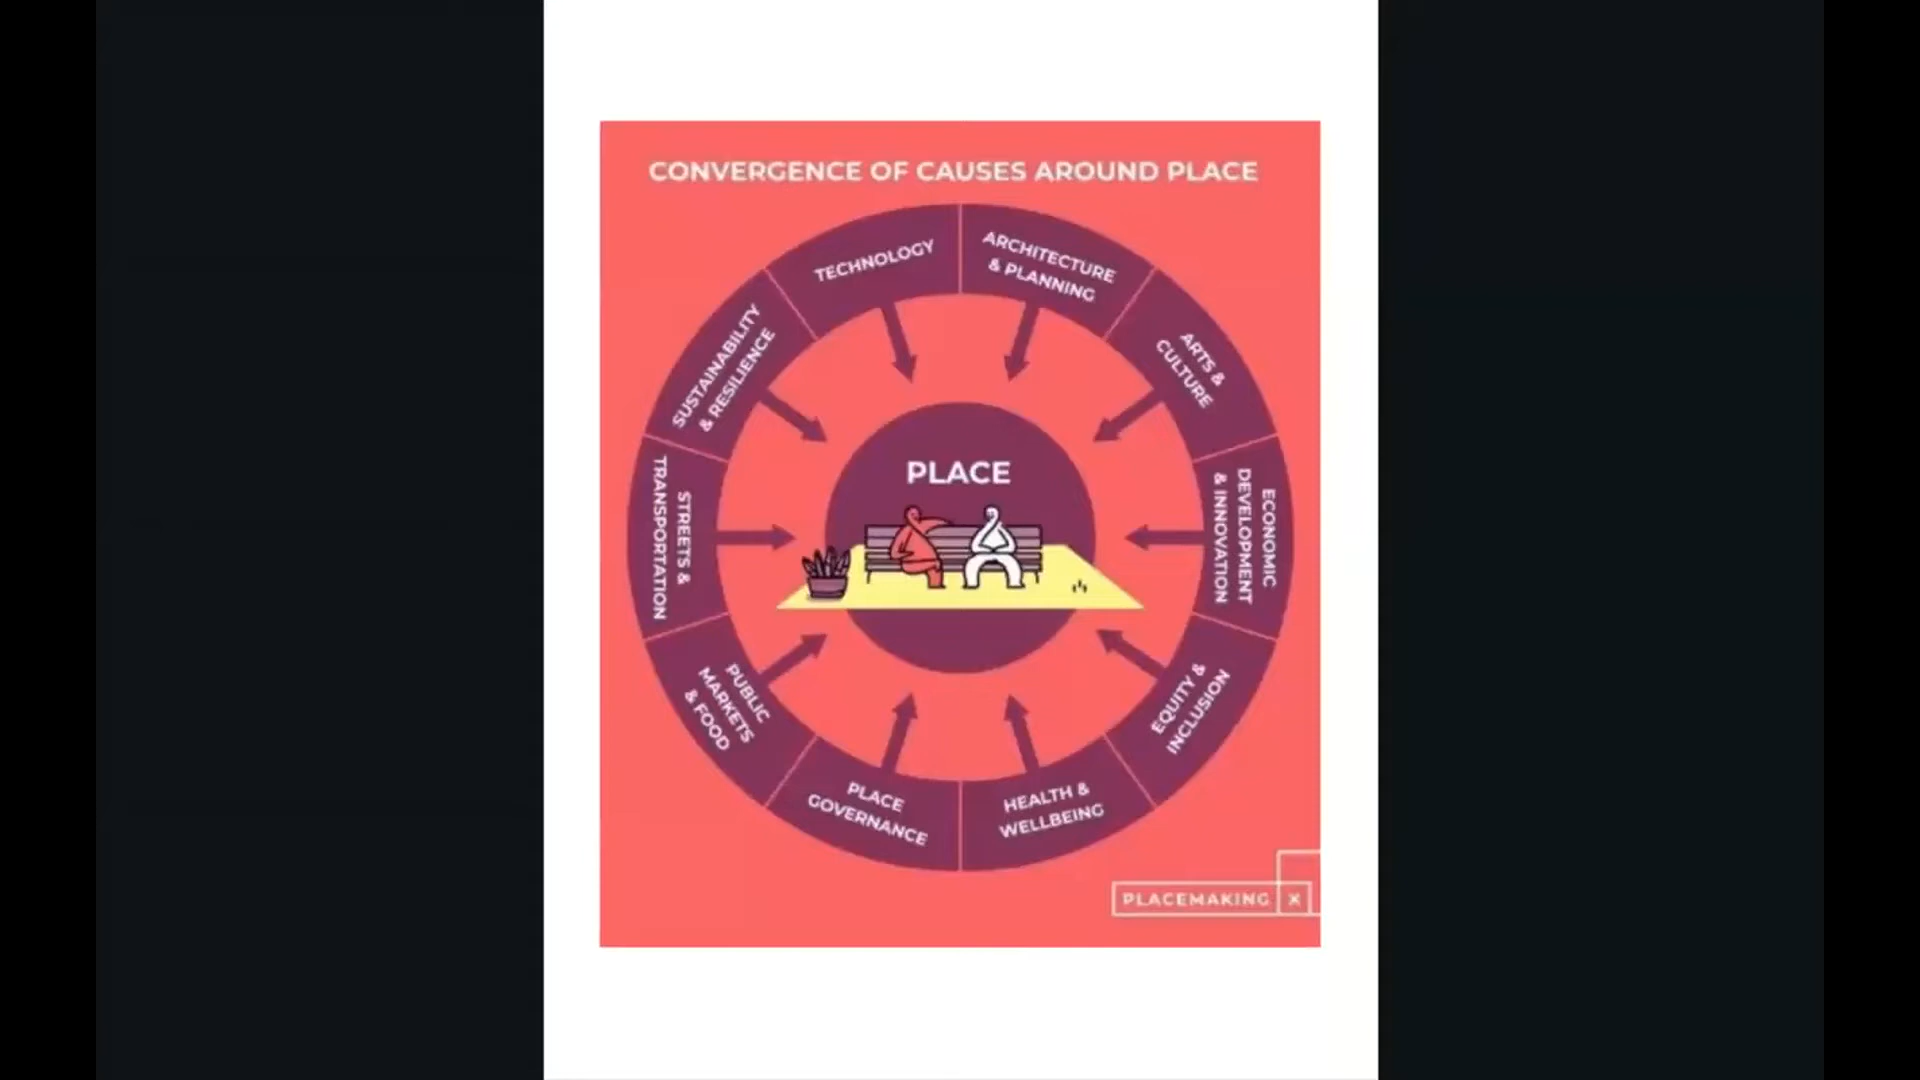 CONVERGENCE OF CAUSES AROUND PLACE
TECHNOLOGY
ARCHITECTURE
& PLANNING
ARTS &
CULTURE
ECONOMIC
DEVELOPMENT
& INNOVATION
EQUITY &
INCLUSION
HEALTH &
WELLBEING
PLACE
GOVERNANCE
PUBLIC
MARKETS
& FOOD
STREETS &
TRANSPORTATION
SUSTAINABILITY
& RESILIENCE
PLACE
PLACEMAKING X